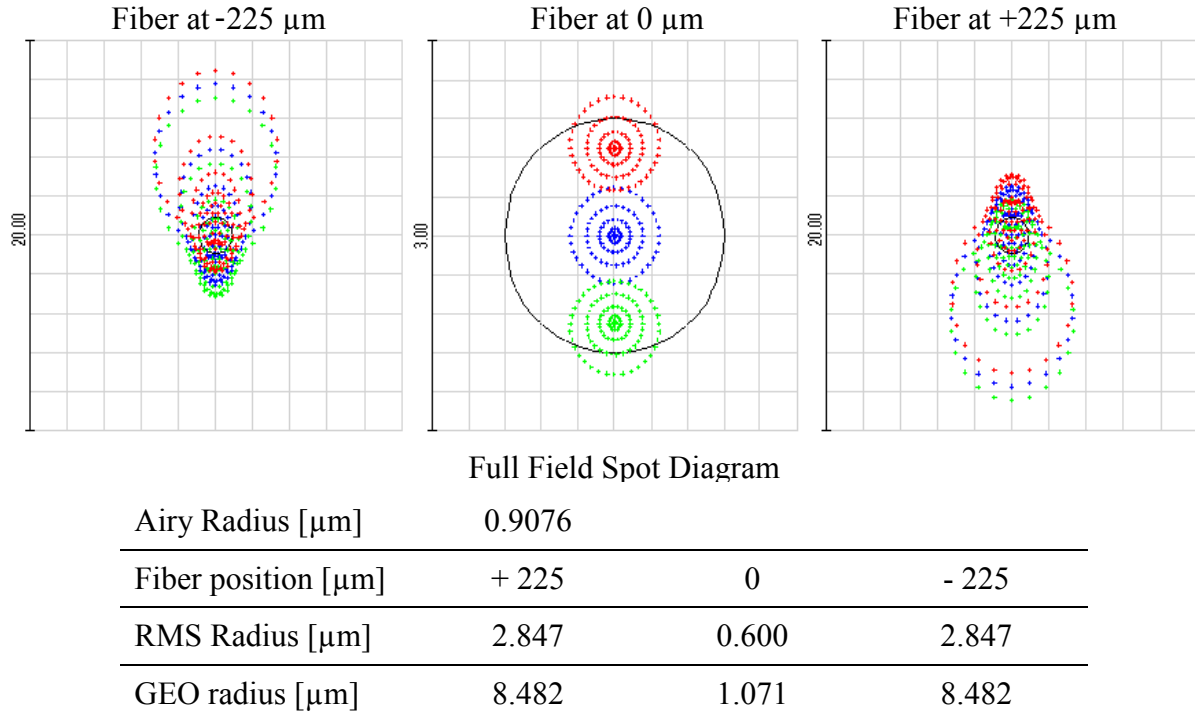 Fiber at -225 µm Fiber at 0 µm Fiber at +225 µm
20.00 3.00 20.00
Full Field Spot Diagram
Airy Radius [µm] 0.9076
Fiber position [µm] + 225 0 - 225
RMS Radius [µm] 2.847 0.600 2.847
GEO radius [µm] 8.482 1.071 8.482